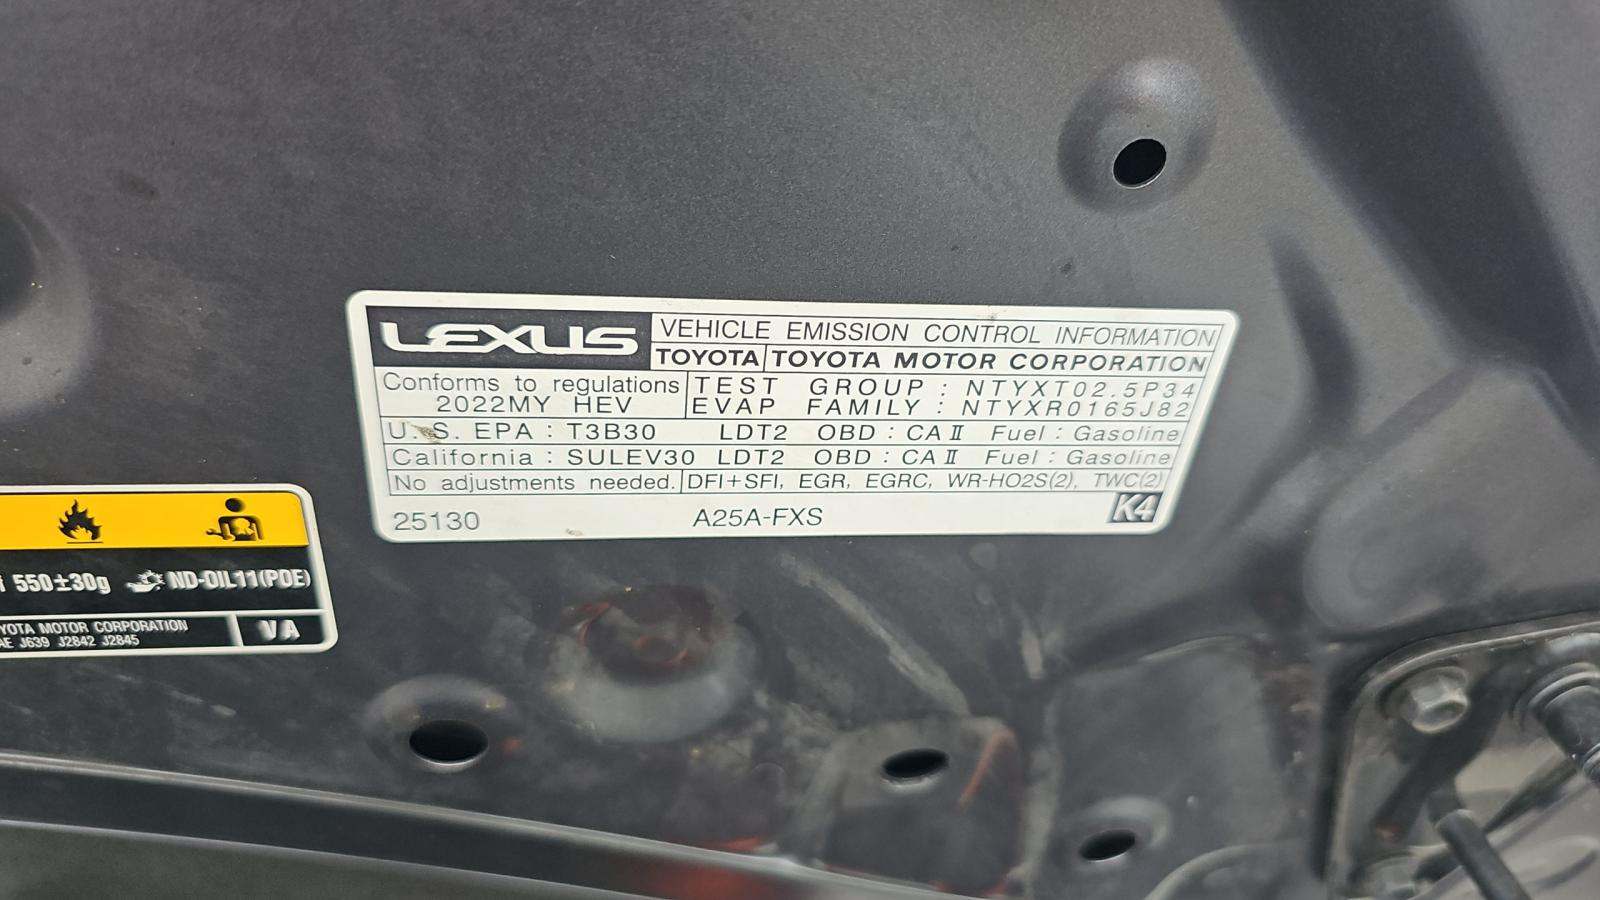 LEXUS
VEHICLE EMISSION CONTROL INFORMATION
TOYOTA TOYOTA MOTOR CORPORATION
Conforms to regulations
2022MY HEV
TEST GROUP : NTYXT02.5P34
EVAP FAMILY : NTYXR0165J82
U.S. EPA : T3B30 LDT2 OBD : CAⅡ Fuel : Gasoline
California : SULEV30 LDT2 OBD : CAⅡ Fuel : Gasoline
No adjustments needed. DFI+SFI, EGR, EGRC, WR-HO2S(2), TWC(2)
25130 A25A-FXS K4
550±30g ND-OIL11(POE)
MOTOR CORPORATION
J639 J2842 J2845
VA